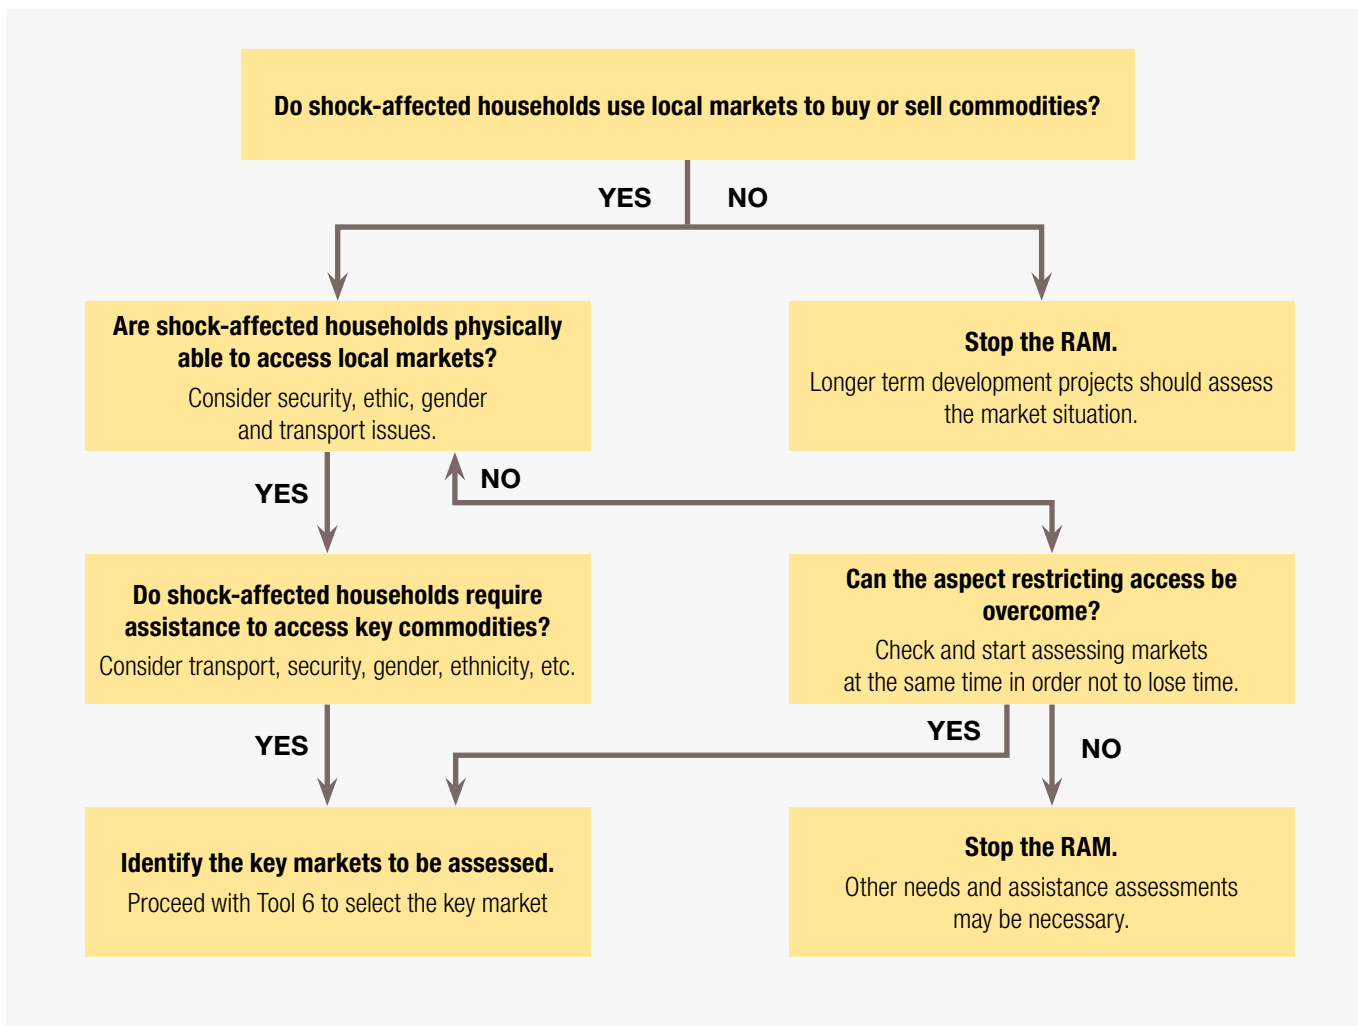 Do shock-affected households use local markets to buy or sell commodities?
YES
NO
Are shock-affected households physically
able to access local markets?
Consider security, ethic, gender
and transport issues.
Stop the RAM.
Longer term development projects should assess
the market situation.
YES
NO
Do shock-affected households require
assistance to access key commodities?
Consider transport, security, gender, ethnicity, etc.
Can the aspect restricting access be
overcome?
Check and start assessing markets
at the same time in order not to lose time.
YES
YES
NO
Identify the key markets to be assessed.
Proceed with Tool 6 to select the key market
Stop the RAM.
Other needs and assistance assessments
may be necessary.